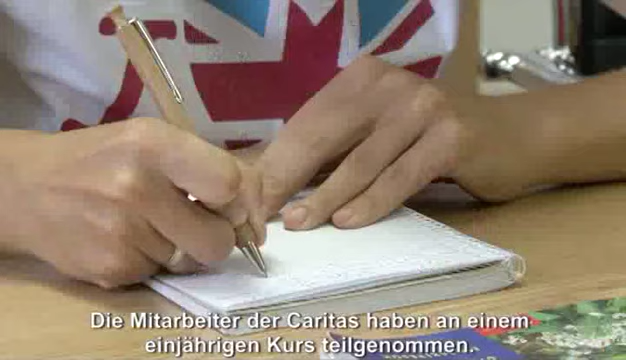 Die Mitarbeiter der Caritas haben an einem
einjährigen Kurs teilgenommen.